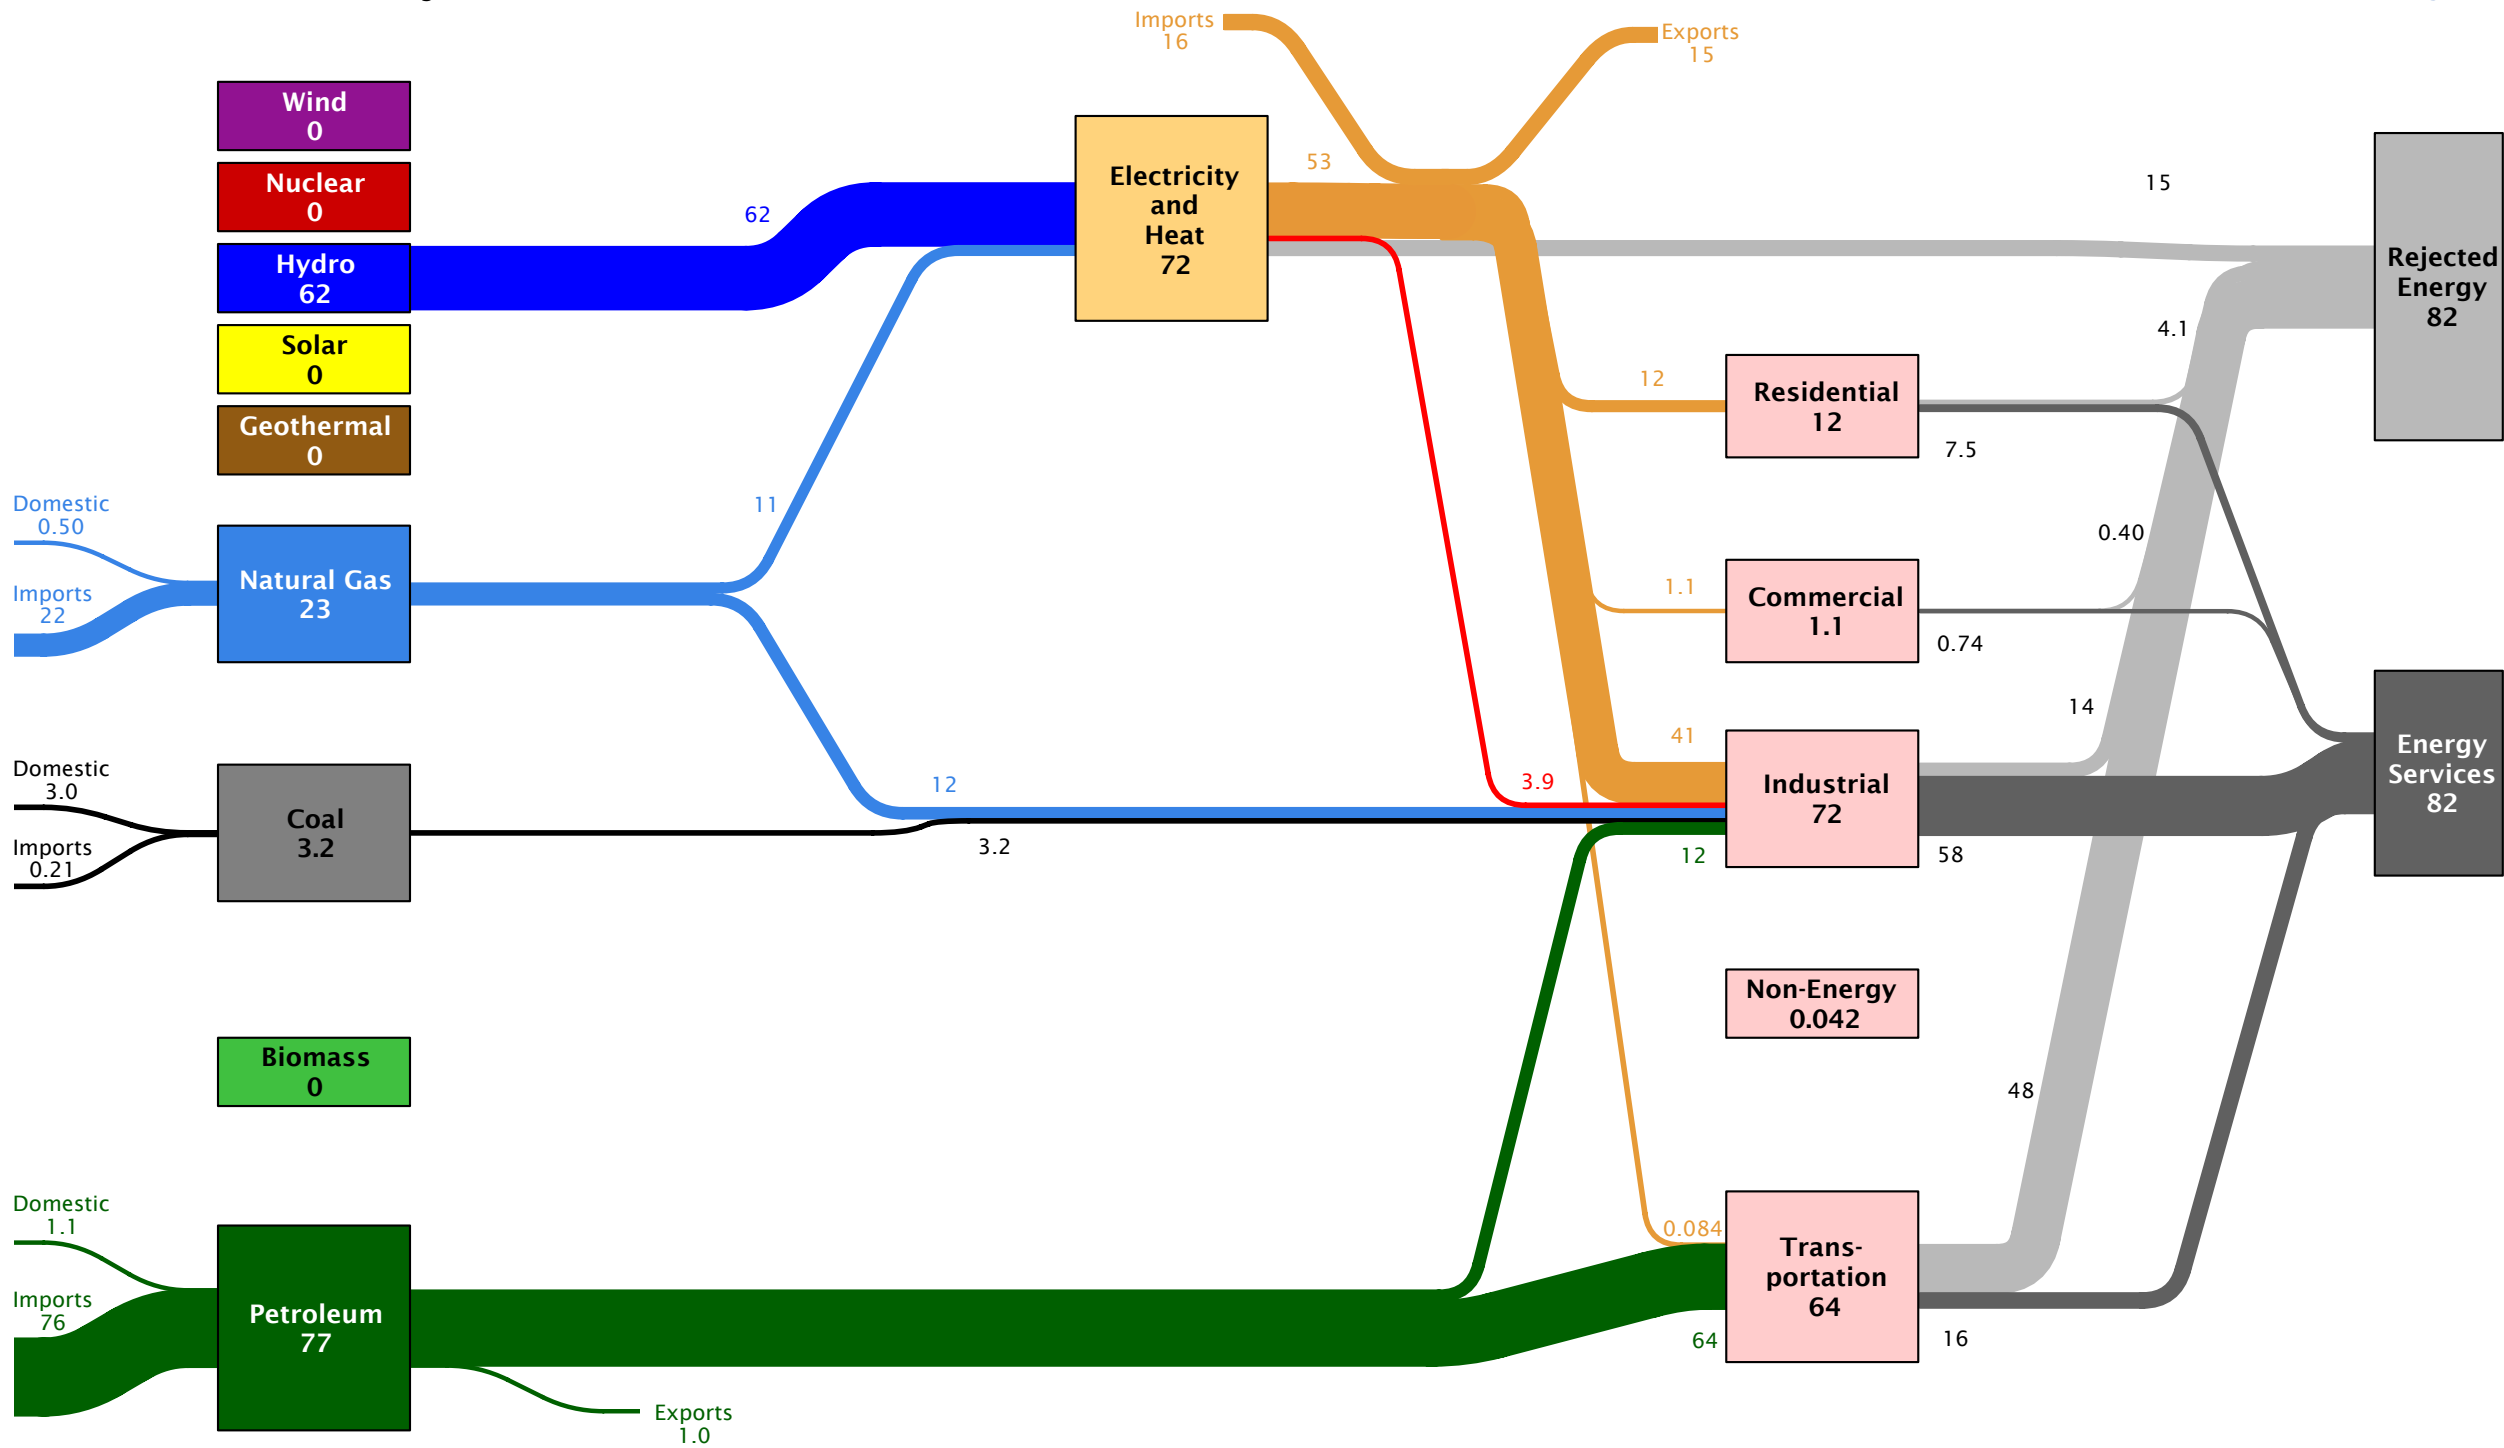 Imports
16
Exports
15
Wind
0
Nuclear
0
Hydro
62
Solar
0
Geothermal
0
62
Electricity
and
Heat
72
53
15
Rejected
Energy
82
4.1
12
Residential
12
7.5
Domestic
0.50
Imports
22
Natural Gas
23
11
0.40
1.1
Commercial
1.1
0.74
14
41
Domestic
3.0
Imports
0.21
Coal
3.2
12
3.2
3.9
Industrial
72
12
58
Energy
Services
82
Non-Energy
0.042
Biomass
0
48
Domestic
1.1
Imports
76
Petroleum
77
Exports
1.0
0.084
Trans-
portation
64
64
16